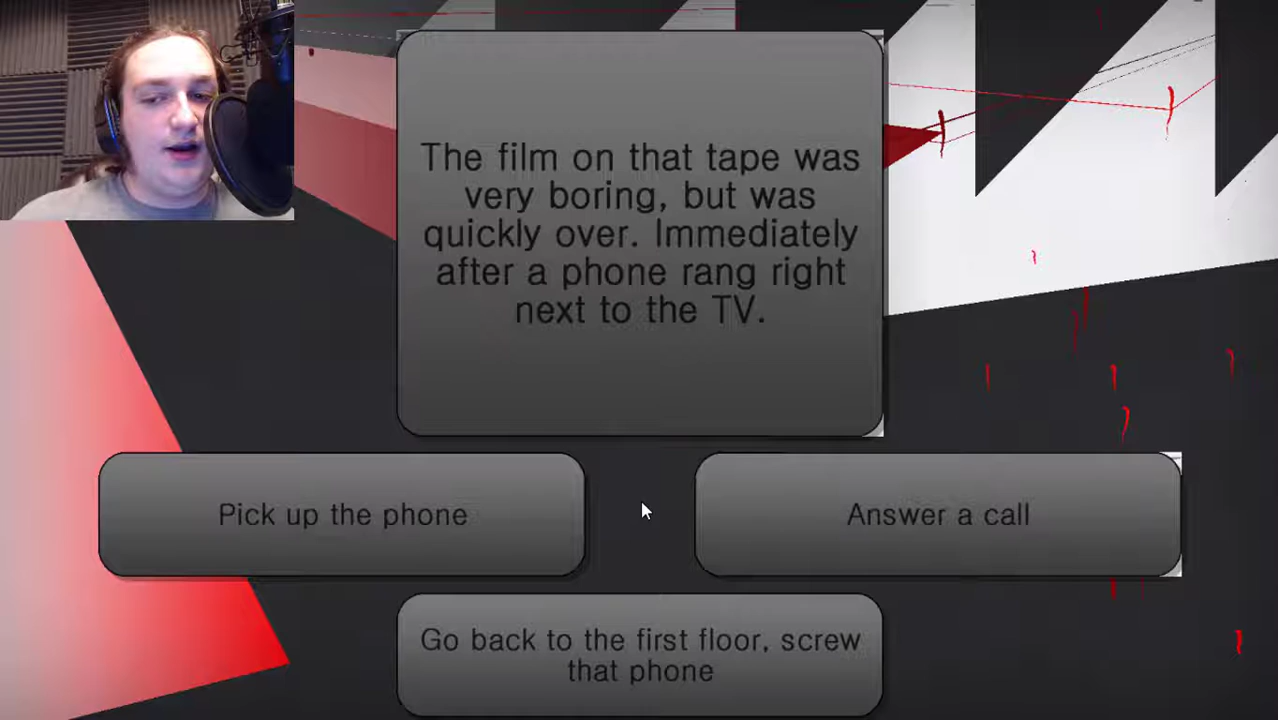 The film on that tape was
very boring, but was
quickly over. Immediately
after a phone rang right
next to the TV.
Pick up the phone
Answer a call
Go back to the first floor, screw
that phone